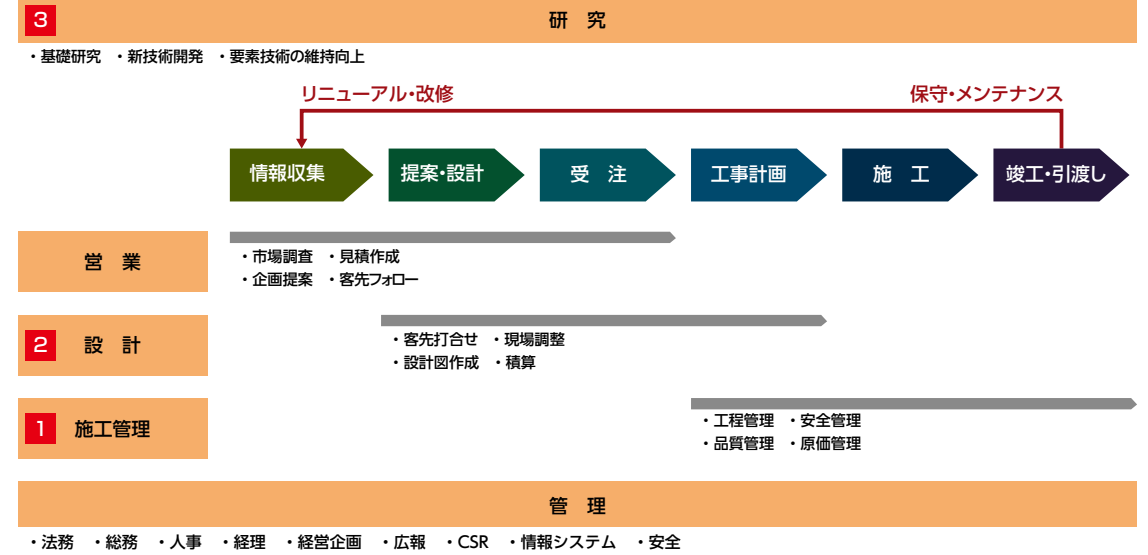 3 研 究
・基礎研究 ・新技術開発 ・要素技術の維持向上
リニューアル・改修 保守・メンテナンス
情報収集 提案・設計 受 注 工事計画 施 工 竣工・引渡し
営 業
・市場調査 ・見積作成
・企画提案 ・客先フォロー
2 設 計
・客先打合せ ・現場調整
・設計図作成 ・積算
1 施工管理
・工程管理 ・安全管理
・品質管理 ・原価管理
管 理
・法務 ・総務 ・人事 ・経理 ・経営企画 ・広報 ・CSR ・情報システム ・安全